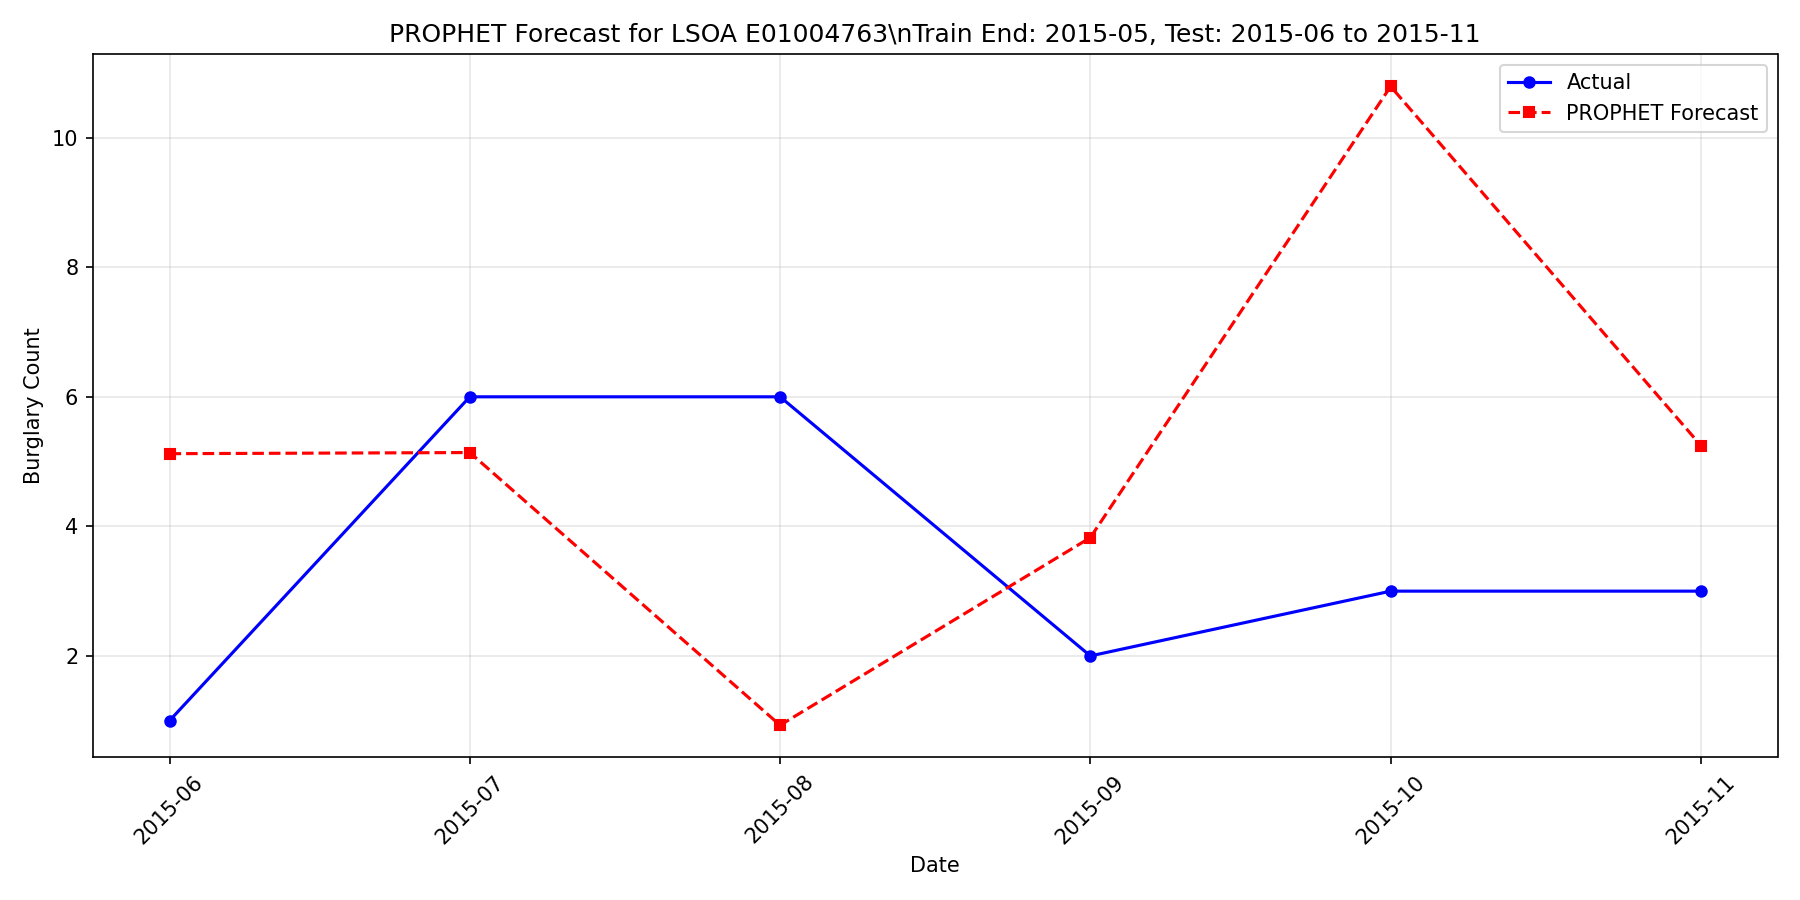 PROPHET Forecast for LSOA E01004763\nTrain End: 2015-05, Test: 2015-06 to 2015-11
Actual
PROPHET Forecast
10
8
6
4
2
Burglary Count
2015-06
2015-07
2015-08
2015-09
2015-10
2015-11
Date